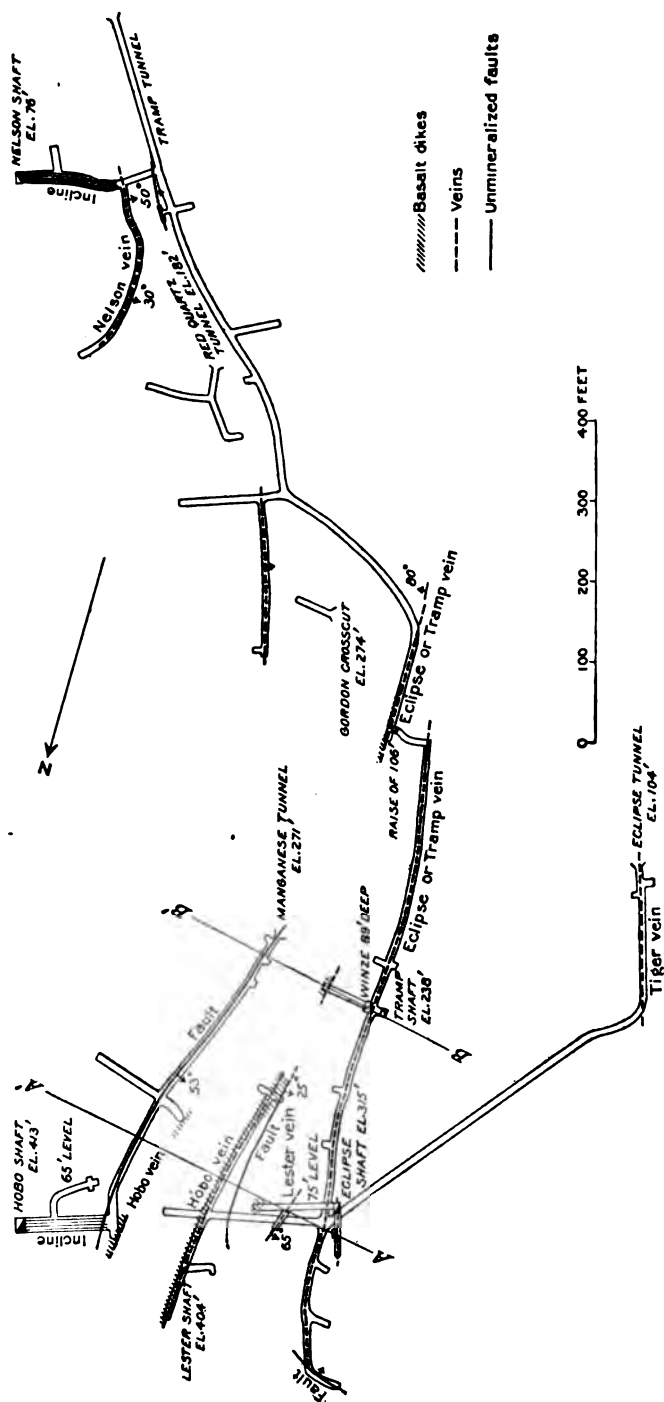 NELSON SHAFT
EL.76'
Incline
50°
Nelson vein
30°
TRAMP TUNNEL
RED QUARTZ
TUNNEL EL.182'
Basalt dikes
Veins
Unmineralized faults
N
GORDON CROSSCUT
EL.274'
80°
Eclipse or Tramp vein
RAISE OF 106'
0 100 200 300 400 FEET
MANGANESE TUNNEL
EL.271'
Eclipse or Tramp vein
B'
Fault
53°
WINZE 89' DEEP
TRAMP
SHAFT
EL.238'
B
A'
HOBO SHAFT
EL.413'
65' LEVEL
Incline
Hobo vein
Hobo vein
Fault
25°
Lester vein
75' LEVEL
ECLIPSE
SHAFT EL.315'
65
A
LESTER SHAFT
EL.404'
Fault
ECLIPSE TUNNEL
EL.104'
Tiger vein